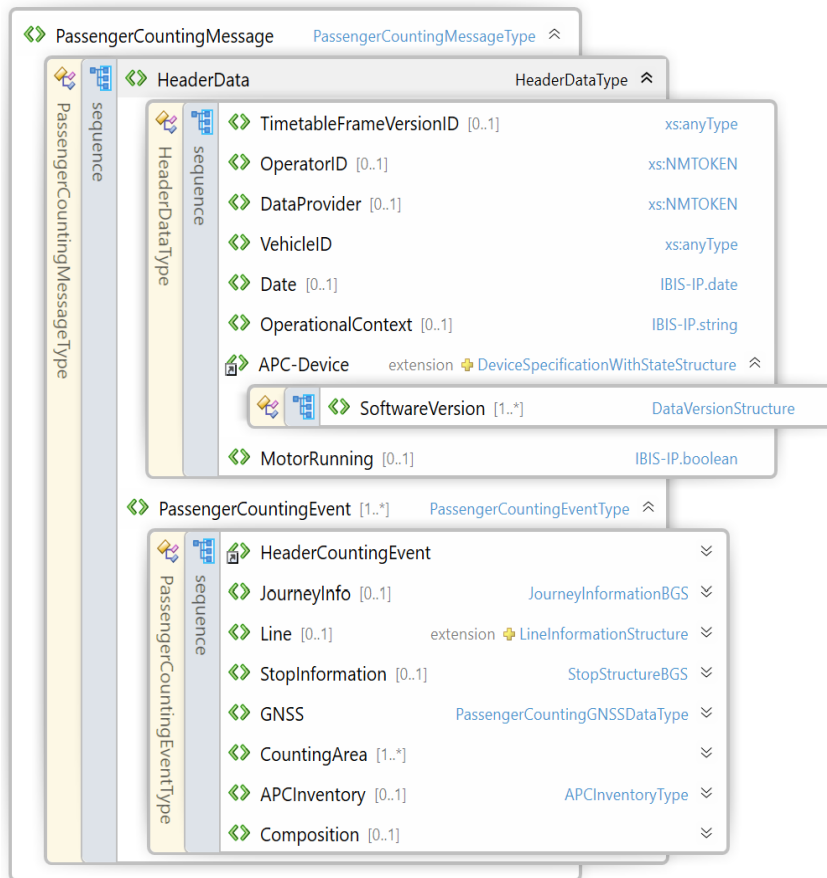 PassengerCountingMessage PassengerCountingMessageType
PassengerCountingMessageType
sequence
HeaderData HeaderDataType
HeaderDataType
sequence
TimetableFrameVersionID [0..1] xs:anyType
OperatorID [0..1] xs:NMTOKEN
DataProvider [0..1] xs:NMTOKEN
VehicleID xs:anyType
Date [0..1] IBIS-IP.date
OperationalContext [0..1] IBIS-IP.string
APC-Device extension DeviceSpecificationWithStateStructure
SoftwareVersion [1..*] DataVersionStructure
MotorRunning [0..1] IBIS-IP.boolean
PassengerCountingEvent [1..*] PassengerCountingEventType
PassengerCountingEventType
sequence
HeaderCountingEvent
JourneyInfo [0..1] JourneyInformationBGS
Line [0..1] extension LineInformationStructure
StopInformation [0..1] StopStructureBGS
GNSS PassengerCountingGNSSDataType
CountingArea [1..*]
APCInventory [0..1] APCInventoryType
Composition [0..1]